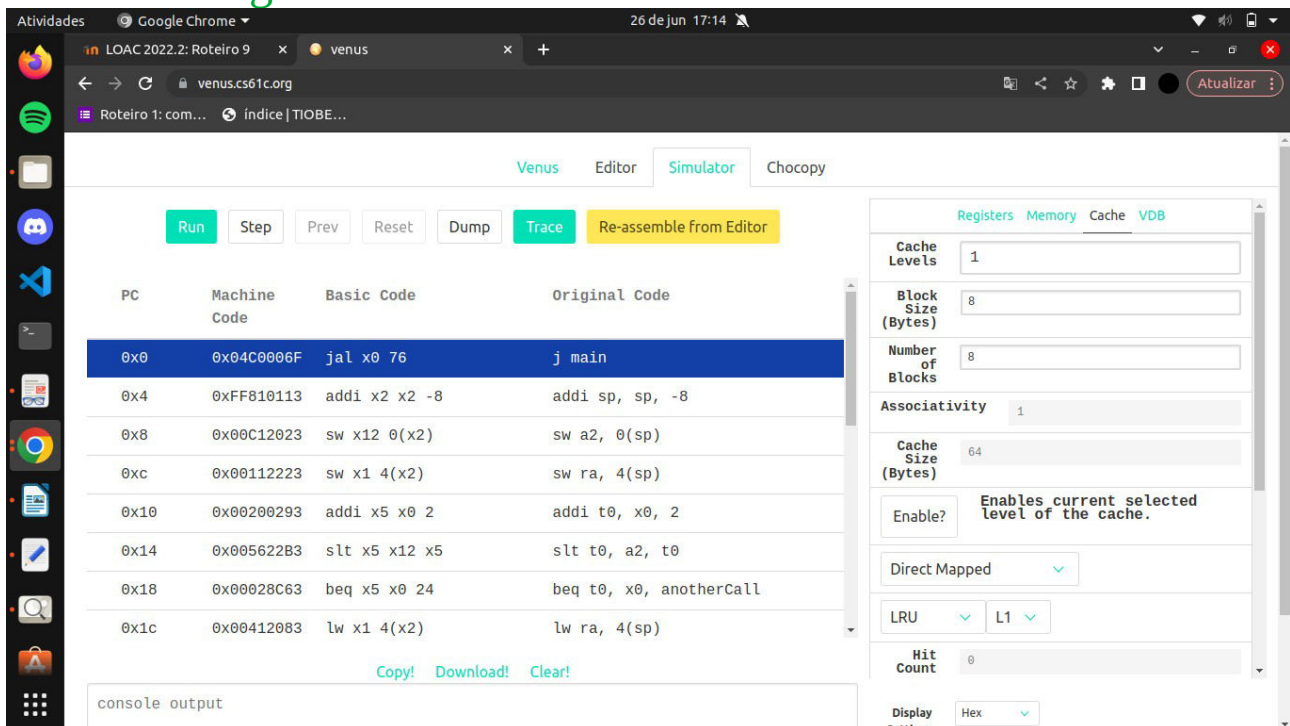 Atividades Google Chrome 26 de jun 17:14
LOAC 2022.2: Roteiro 9 venus
venus.cs61c.org Atualizar
Roteiro 1: com... índice | TIOBE...
Venus Editor Simulator Chocopy
Run Step Prev Reset Dump Trace Re-assemble from Editor
PC Machine Code Basic Code Original Code
0x0 0x04C0006F jal x0 76 j main
0x4 0xFF810113 addi x2 x2 -8 addi sp, sp, -8
0x8 0x00C12023 sw x12 0(x2) sw a2, 0(sp)
0xc 0x00112223 sw x1 4(x2) sw ra, 4(sp)
0x10 0x00200293 addi x5 x0 2 addi t0, x0, 2
0x14 0x005622B3 slt x5 x12 x5 slt t0, a2, t0
0x18 0x00028C63 beq x5 x0 24 beq t0, x0, anotherCall
0x1c 0x00412083 lw x1 4(x2) lw ra, 4(sp)
Copy! Download! Clear!
console output
Registers Memory Cache VDB
Cache Levels 1
Block Size (Bytes) 8
Number of Blocks 8
Associativity 1
Cache Size (Bytes) 64
Enable? Enables current selected level of the cache.
Direct Mapped
LRU L1
Hit Count 0
Display Hex